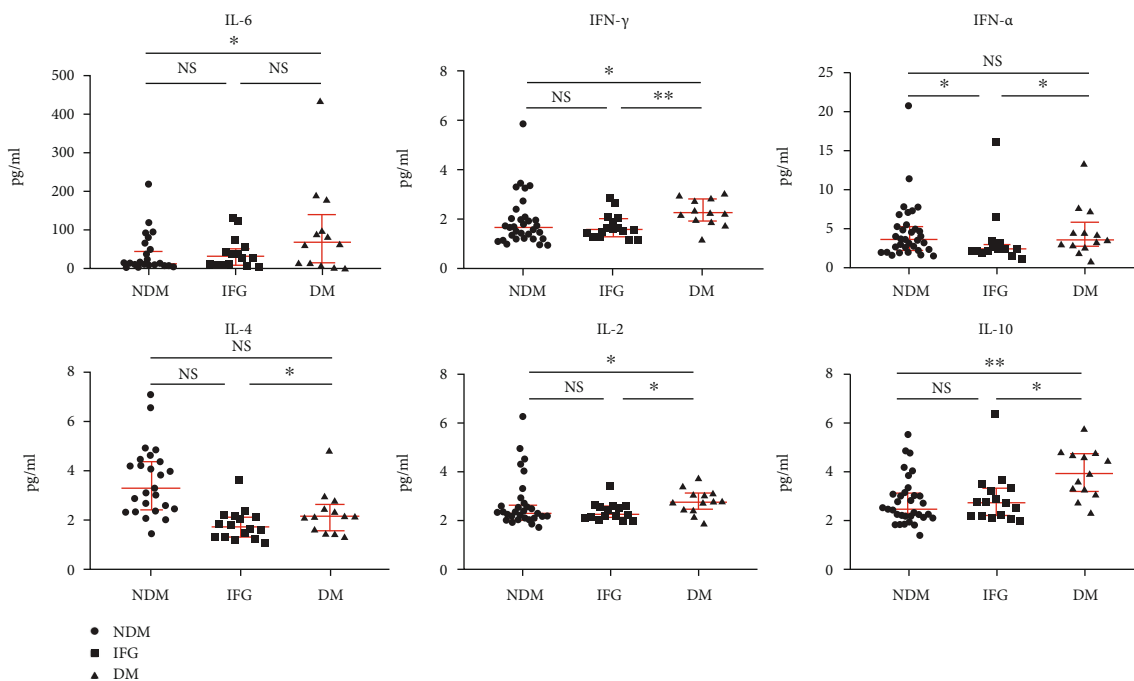 IL-6
*
NS NS
500
400
300
200
100
0
pg/ml
NDM IFG DM
IFN-γ
*
NS **
8
6
4
2
0
pg/ml
NDM IFG DM
IFN-α
NS
* *
25
20
15
10
5
0
pg/ml
NDM IFG DM
IL-4
NS
NS *
8
6
4
2
0
pg/ml
NDM IFG DM
IL-2
*
NS *
8
6
4
2
0
pg/ml
NDM IFG DM
IL-10
**
NS *
8
6
4
2
0
pg/ml
NDM IFG DM
NDM
IFG
DM